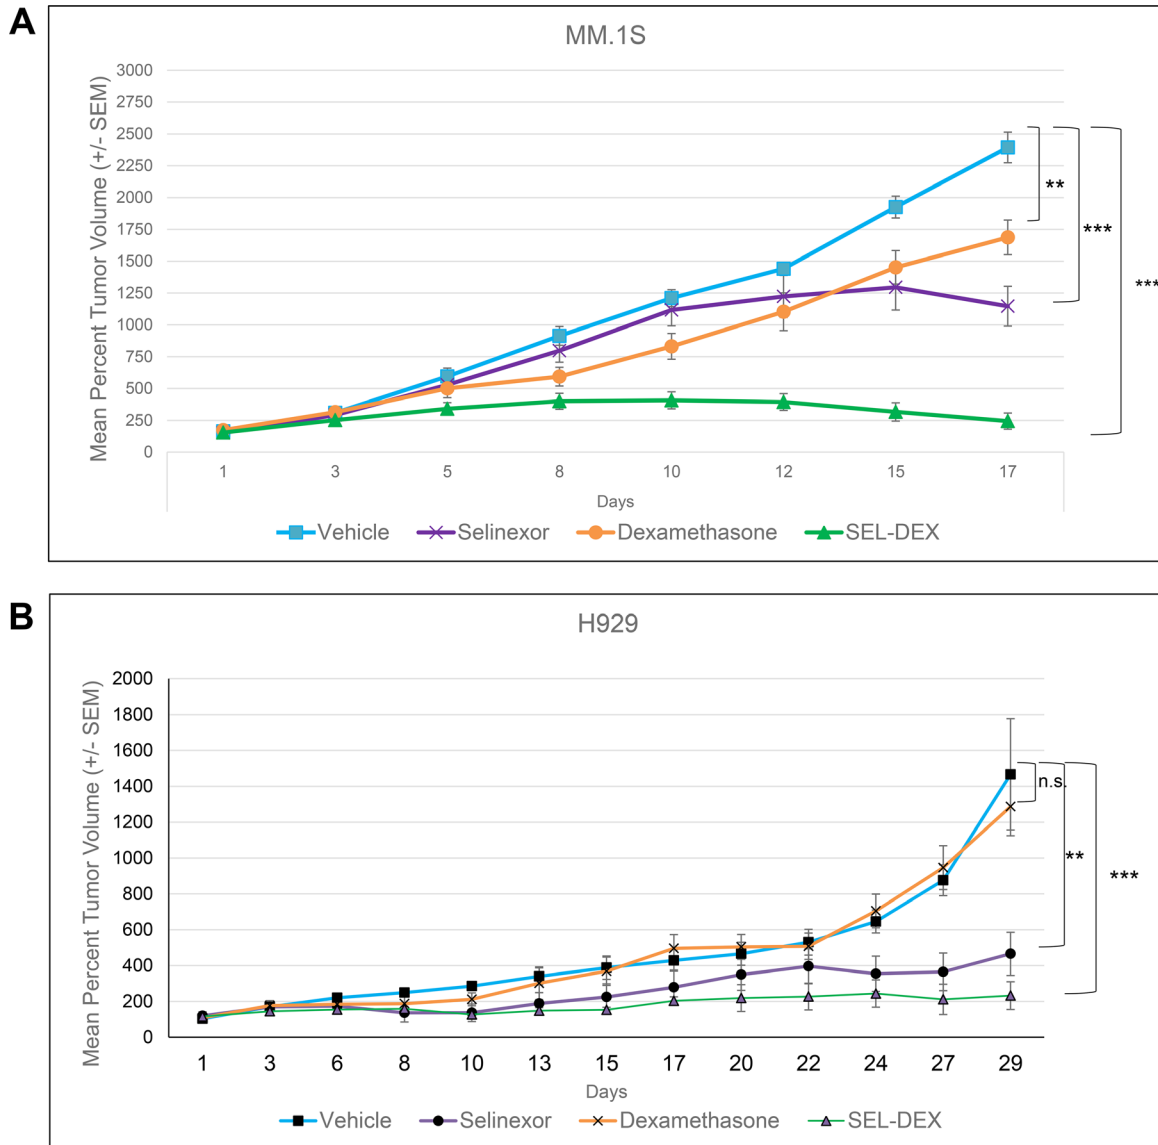 A
MM.1S
Mean Percent Tumor Volume (+/- SEM)
3000
2750
2500
2250
2000
1750
1500
1250
1000
750
500
250
0
1 3 5 8 10 12 15 17
Days
**
***
***
Vehicle Selinexor Dexamethasone SEL-DEX
B
H929
Mean Percent Tumor Volume (+/- SEM)
2000
1800
1600
1400
1200
1000
800
600
400
200
0
1 3 6 8 10 13 15 17 20 22 24 27 29
Days
n.s.
**
***
Vehicle Selinexor Dexamethasone SEL-DEX